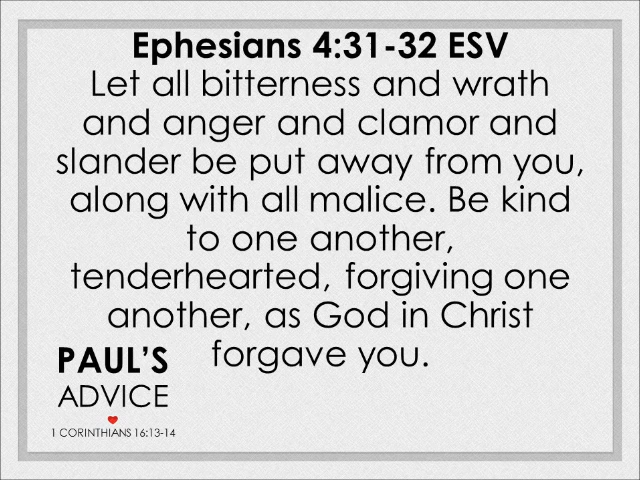 Ephesians 4:31-32 ESV
Let all bitterness and wrath
and anger and clamor and
slander be put away from you,
along with all malice. Be kind
to one another,
tenderhearted, forgiving one
another, as God in Christ
forgave you.
PAUL'S
ADVICE
1 CORINTHIANS 16:13-14